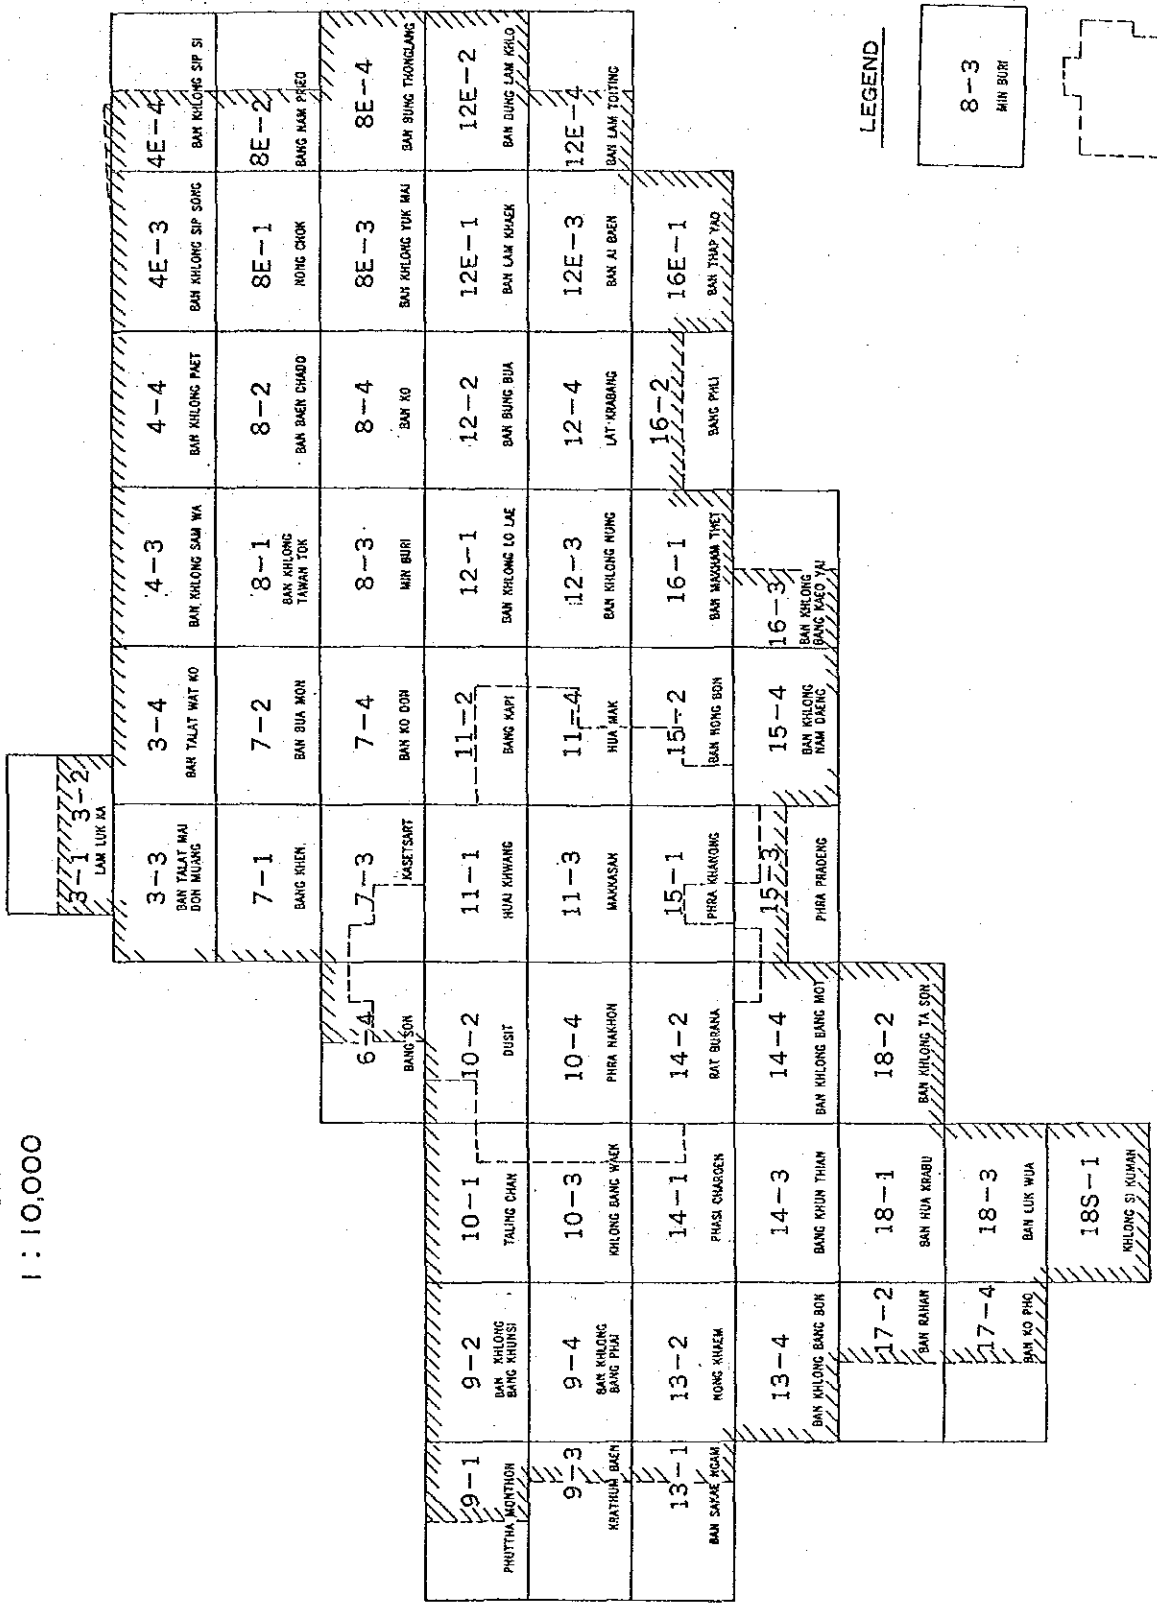 1 : 10,000
3-1 3-2
LAM LUK KA
3-3
BAN TALAT MAI
DON MUANG
3-4
BAN TALAT WAT KO
4-3
BAN KHLONG SAM WA
4-4
BAN KHLONG PAET
4E-3
BAN KHLONG SIP SONG
4E-4
BAN KHLONG SIP SI
7-1
BANG KHEN
7-2
BAN BUA MON
8-1
BAN KHLONG
TAWAN TOK
8-2
BAN BAEN CHADO
8E-1
NONG CHOK
8E-2
BANG NAM PRIEO
6-4
BANG SON
7-3
KASETSART
7-4
BAN KO DON
8-3
MIN BURI
8-4
BAN KO
8E-3
BAN KHLONG YUK MAI
8E-4
BAN BUNG THONGLANG
9-1
PHUTTHA MONTHON
9-2
BAN KHLONG
BANG KHUNSI
10-1
TALING CHAN
10-2
DUSIT
11-1
HUAI KHWANG
11-2
BANG KAPI
12-1
BAN KHLONG LO LAE
12-2
BAN BUNG BUA
12E-1
BAN LAM KHAEK
12E-2
BAN BUNG LAM KHLO
9-3
KRATHUM BAEN
9-4
BAN KHLONG
BANG PHAI
10-3
KHLONG BANG WAEK
10-4
PHRA NAKHON
11-3
MAKKASAN
11-4
HUA MAK
12-3
BAN KHLONG NUNG
12-4
LAT KRABANG
12E-3
BAN AI BAEN
12E-4
BAN LAM TOITING
13-1
BAN SAKAE NGAM
13-2
NONG KHAEM
14-1
PHASI CHAROEN
14-2
RAT BURANA
15-1
PHRA KHANONG
15-2
BAN NONG BON
16-1
BAN MAKHAM THET
16-2
BANG PHLI
16E-1
BAN THAP YAO
13-4
BAN KHLONG BANG BON
14-3
BANG KHUN THIAN
14-4
BAN KHLONG BANG MOT
15-3
PHRA PRADENG
15-4
BAN KHLONG
NAM DAENG
16-3
BAN KHLONG
BANG KAEO YAI
17-2
BAN RAHAN
18-1
BAN HUA KRABU
18-2
BAN KHLONG TA SON
17-4
BAN KO PHO
18-3
BAN LUK WUA
18S-1
KHLONG SI KUMAN
LEGEND
8-3
MIN BURI